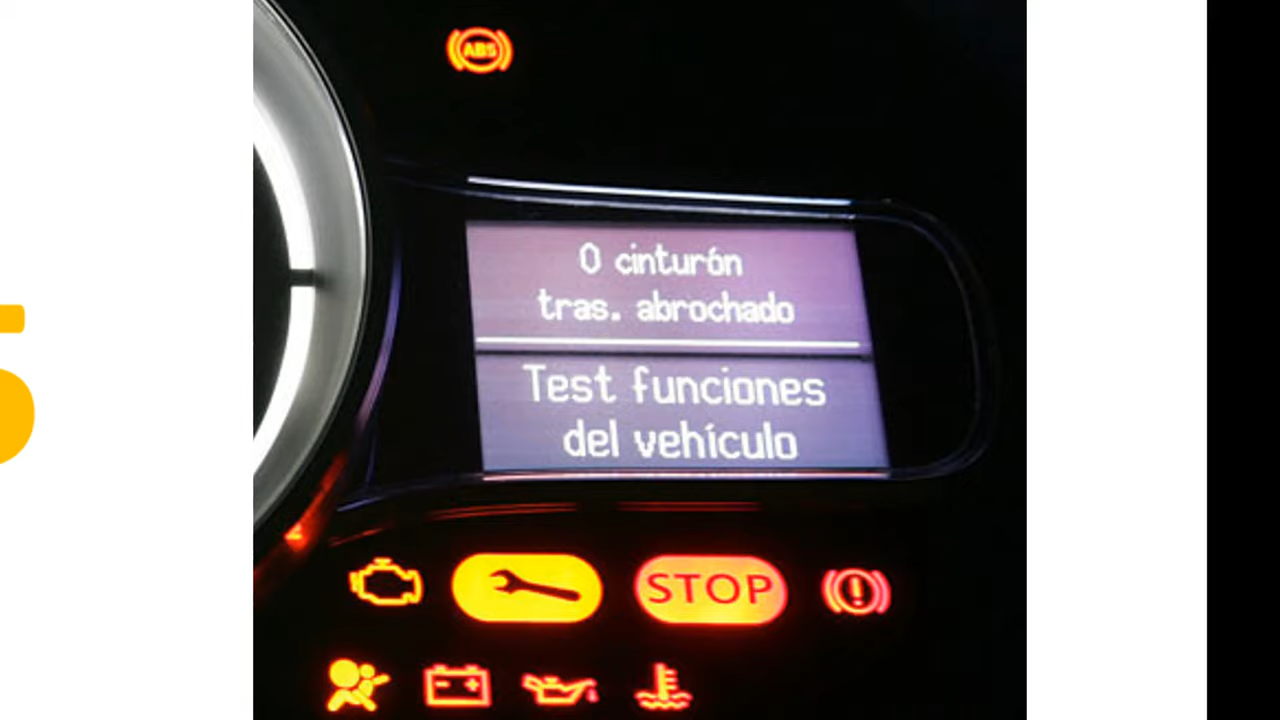 ABS
0 cinturón
tras. abrochado
Test funciones
del vehículo
STOP